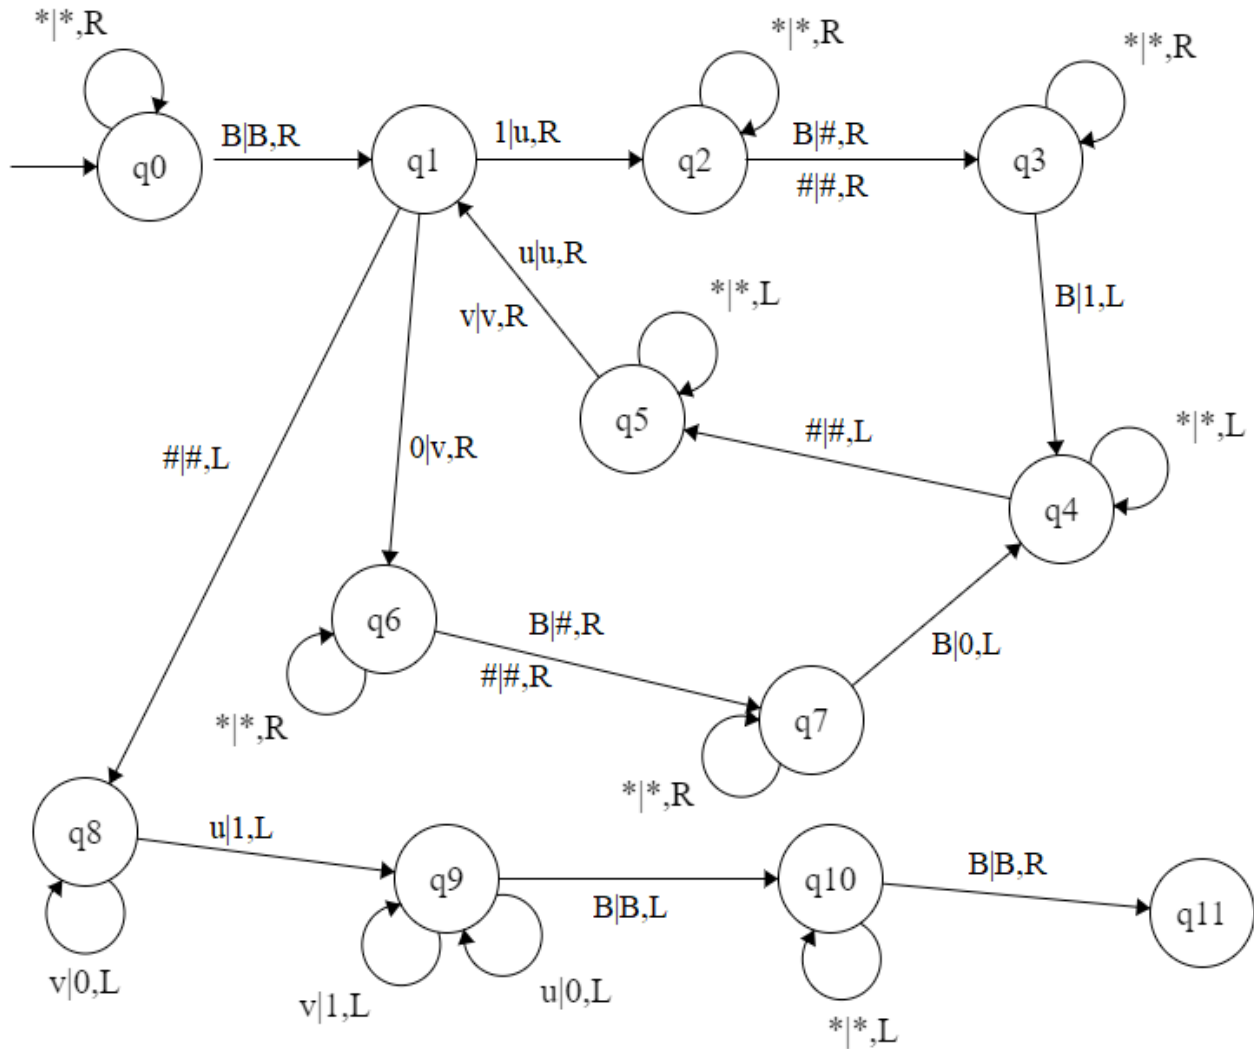 *|*,R
*|*,R
*|*,R
B|B,R
1|u,R
B|#,R
q0
q1
q2
q3
#|#,R
u|u,R
*|*,L
B|1,L
v|v,R
q5
#|#,L
*|*,L
#|#,L
0|v,R
q4
q6
B|#,R
B|0,L
#|#,R
*|*,R
q7
*|*,R
q8
u|1,L
q9
q10
B|B,R
B|B,L
q11
v|0,L
v|1,L
u|0,L
*|*,L